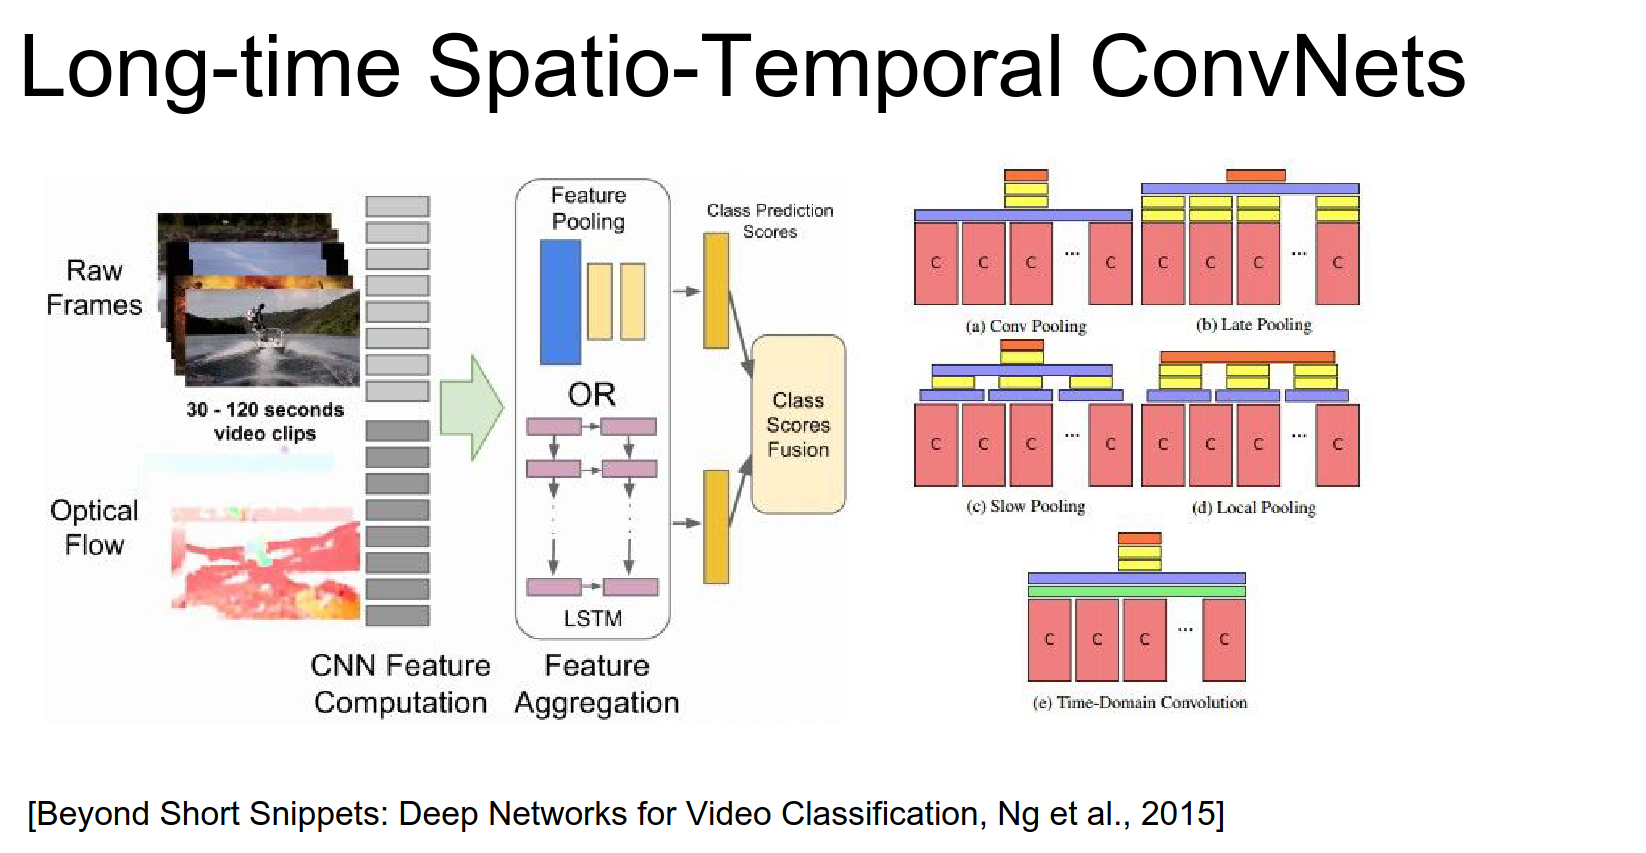 Long-time Spatio-Temporal ConvNets
Raw
Frames
30 - 120 seconds
video clips
Optical
Flow
CNN Feature
Computation
Feature
Pooling
OR
LSTM
Feature
Aggregation
Class Prediction
Scores
Class
Scores
Fusion
C C C ... C
(a) Conv Pooling
C C C ... C
(b) Late Pooling
C C C ... C
(c) Slow Pooling
C C C ... C
(d) Local Pooling
C C C ... C
(e) Time-Domain Convolution
[Beyond Short Snippets: Deep Networks for Video Classification, Ng et al., 2015]